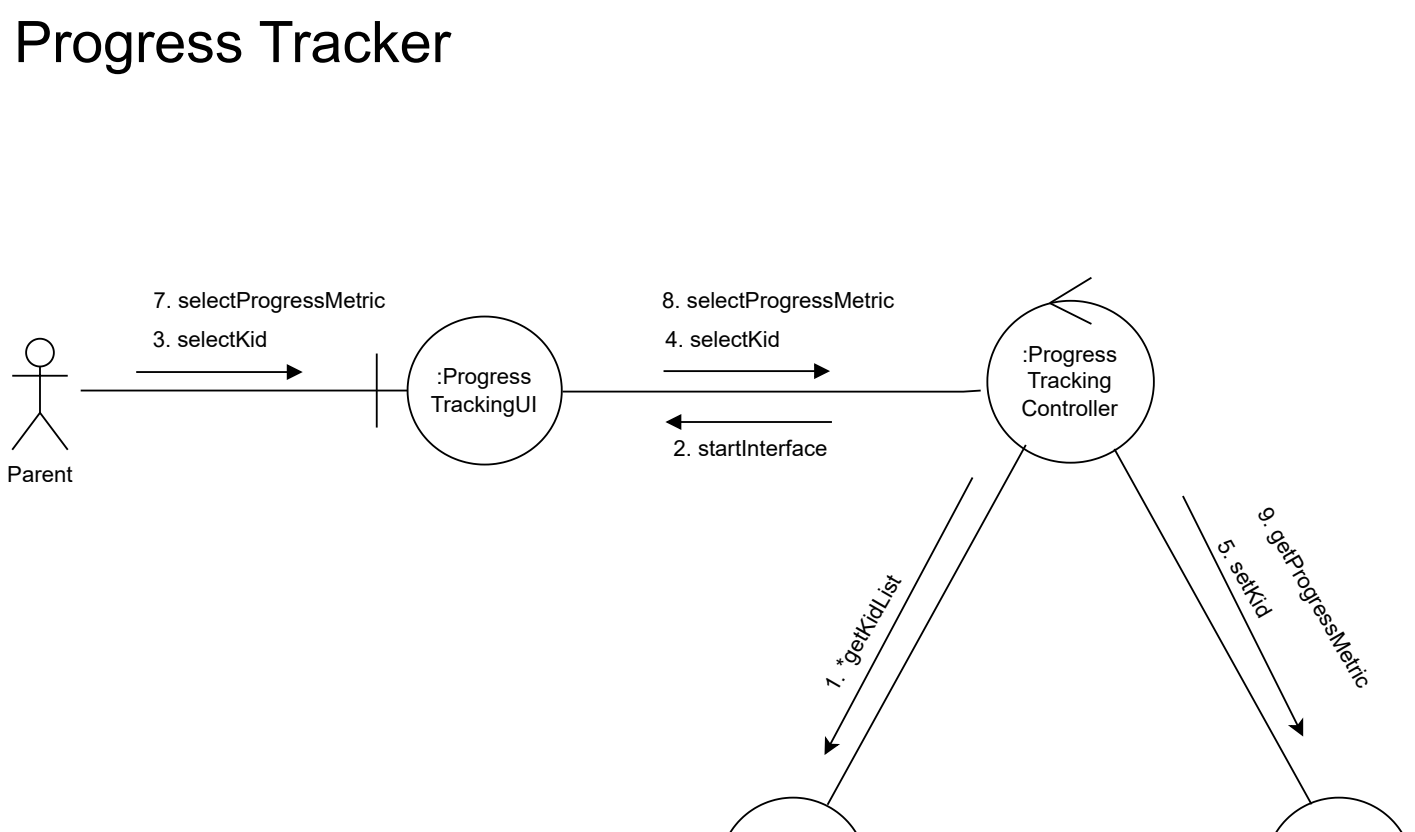 Progress Tracker
7. selectProgressMetric
3. selectKid
Parent
:Progress
TrackingUI
8. selectProgressMetric
4. selectKid
2. startInterface
:Progress
Tracking
Controller
1. *getKidList
9. getProgressMetric
5. setKid